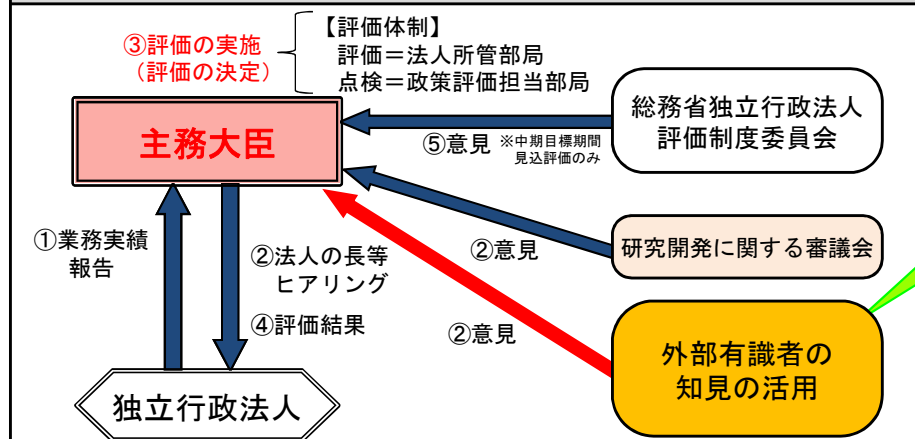 ③評価の実施
（評価の決定）
【評価体制】
評価＝法人所管部局
点検＝政策評価担当部局
主務大臣
総務省独立行政法人
評価制度委員会
⑤意見 ※中期目標期間
見込評価のみ
①業務実績
報告
②法人の長等
ヒアリング
④評価結果
②意見
研究開発に関する審議会
②意見
外部有識者の
知見の活用
独立行政法人